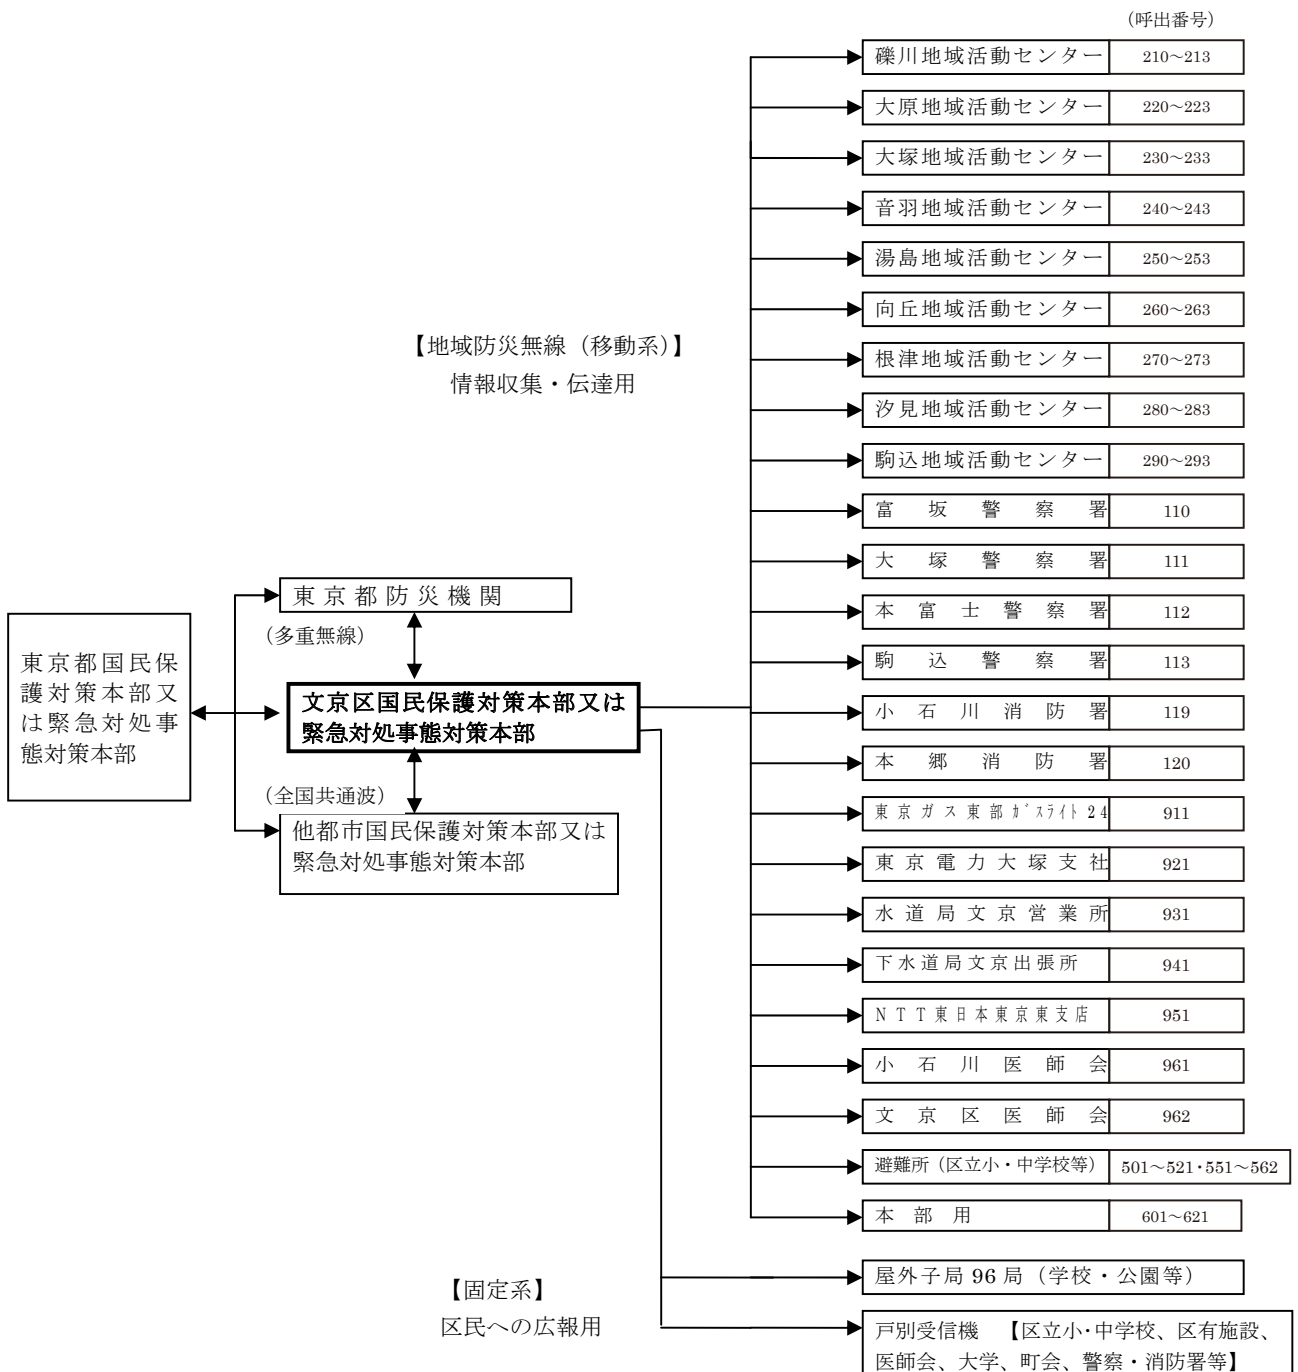 （呼出番号）
礫川地域活動センター 210～213
大原地域活動センター 220～223
大塚地域活動センター 230～233
音羽地域活動センター 240～243
湯島地域活動センター 250～253
向丘地域活動センター 260～263
【地域防災無線（移動系）】
情報収集・伝達用
根津地域活動センター 270～273
汐見地域活動センター 280～283
駒込地域活動センター 290～293
富坂警察署 110
大塚警察署 111
本富士警察署 112
駒込警察署 113
小石川消防署 119
本郷消防署 120
東京ガス東部ｶﾞｽﾗｲﾄ24 911
東京電力大塚支社 921
水道局文京営業所 931
下水道局文京出張所 941
ＮＴＴ東日本東京東支店 951
小石川医師会 961
文京区医師会 962
避難所（区立小・中学校等） 501～521・551～562
本部用 601～621
東京都防災機関
（多重無線）
東京都国民保
護対策本部又
は緊急対処事
態対策本部
文京区国民保護対策本部又は
緊急対処事態対策本部
（全国共通波）
他都市国民保護対策本部又は
緊急対処事態対策本部
【固定系】
区民への広報用
屋外子局 96 局（学校・公園等）
戸別受信機 【区立小・中学校、区有施設、
医師会、大学、町会、警察・消防署等】